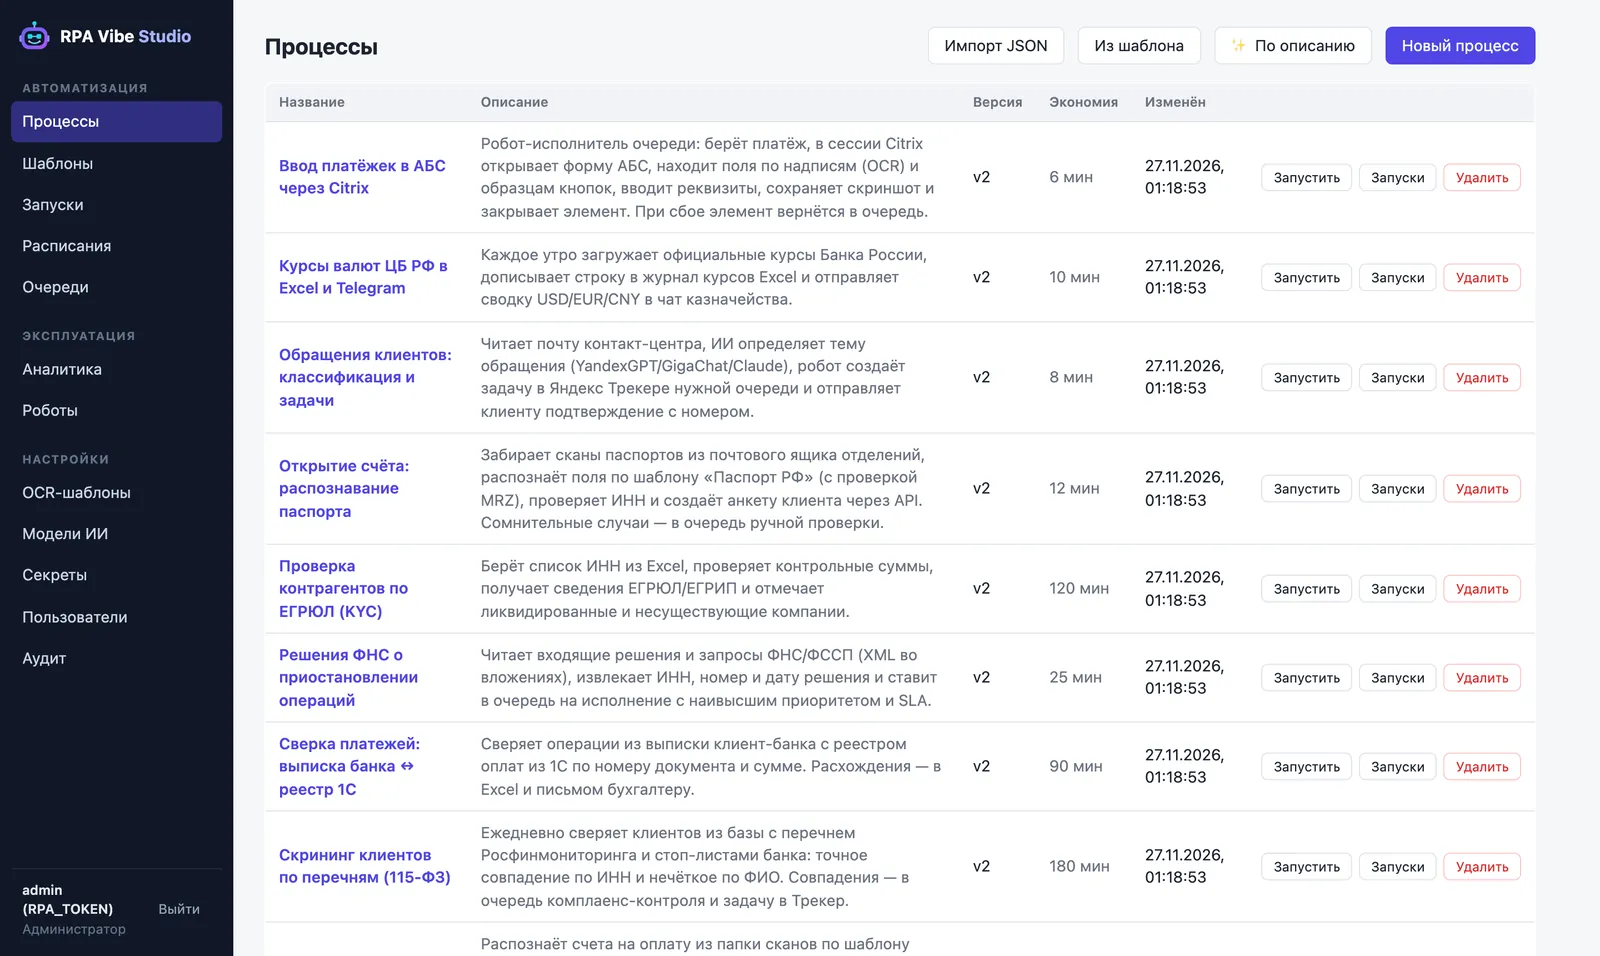 RPA Vibe Studio
АВТОМАТИЗАЦИЯ
Процессы
Шаблоны
Запуски
Расписания
Очереди
ЭКСПЛУАТАЦИЯ
Аналитика
Роботы
НАСТРОЙКИ
OCR-шаблоны
Модели ИИ
Секреты
Пользователи
Аудит
admin
(RPA_TOKEN)
Выйти
Администратор
Процессы
Импорт JSON
Из шаблона
✨ По описанию
Новый процесс
Название Описание Версия Экономия Изменён
Ввод платёжек в АБС
через Citrix
Робот-исполнитель очереди: берёт платёж, в сессии Citrix
открывает форму АБС, находит поля по надписям (OCR) и
образцам кнопок, вводит реквизиты, сохраняет скриншот и
закрывает элемент. При сбое элемент вернётся в очередь.
v2
6 мин
27.11.2026,
01:18:53
Запустить Запуски Удалить
Курсы валют ЦБ РФ в
Excel и Telegram
Каждое утро загружает официальные курсы Банка России,
дописывает строку в журнал курсов Excel и отправляет
сводку USD/EUR/CNY в чат казначейства.
v2
10 мин
27.11.2026,
01:18:53
Запустить Запуски Удалить
Обращения клиентов:
классификация и
задачи
Читает почту контакт-центра, ИИ определяет тему
обращения (YandexGPT/GigaChat/Claude), робот создаёт
задачу в Яндекс Трекере нужной очереди и отправляет
клиенту подтверждение с номером.
v2
8 мин
27.11.2026,
01:18:53
Запустить Запуски Удалить
Открытие счёта:
распознавание
паспорта
Забирает сканы паспортов из почтового ящика отделений,
распознаёт поля по шаблону «Паспорт РФ» (с проверкой
MRZ), проверяет ИНН и создаёт анкету клиента через API.
Сомнительные случаи — в очередь ручной проверки.
v2
12 мин
27.11.2026,
01:18:53
Запустить Запуски Удалить
Проверка
контрагентов по
ЕГРЮЛ (KYC)
Берёт список ИНН из Excel, проверяет контрольные суммы,
получает сведения ЕГРЮЛ/ЕГРИП и отмечает
ликвидированные и несуществующие компании.
v2
120 мин
27.11.2026,
01:18:53
Запустить Запуски Удалить
Решения ФНС о
приостановлении
операций
Читает входящие решения и запросы ФНС/ФССП (XML во
вложениях), извлекает ИНН, номер и дату решения и ставит
в очередь на исполнение с наивысшим приоритетом и SLA.
v2
25 мин
27.11.2026,
01:18:53
Запустить Запуски Удалить
Сверка платежей:
выписка банка ↔
реестр 1С
Сверяет операции из выписки клиент-банка с реестром
оплат из 1С по номеру документа и сумме. Расхождения — в
Excel и письмом бухгалтеру.
v2
90 мин
27.11.2026,
01:18:53
Запустить Запуски Удалить
Скрининг клиентов
по перечням (115-ФЗ)
Ежедневно сверяет клиентов из базы с перечнем
Росфинмониторинга и стоп-листами банка: точное
совпадение по ИНН и нечёткое по ФИО. Совпадения — в
очередь комплаенс-контроля и задачу в Трекер.
v2
180 мин
27.11.2026,
01:18:53
Запустить Запуски Удалить
Распознаёт счета на оплату из папки сканов по шаблону